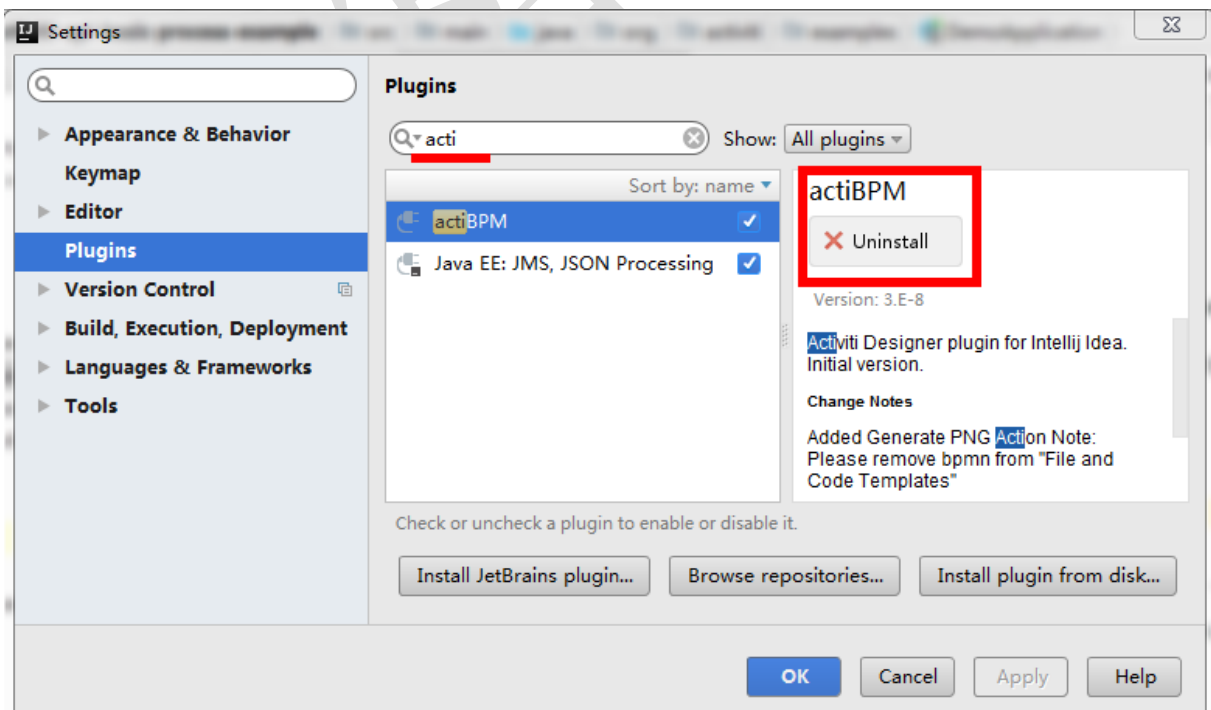 IJ Settings
Appearance & Behavior
Keymap
Editor
Plugins
Version Control
Build, Execution, Deployment
Languages & Frameworks
Tools
Plugins
acti
Show: All plugins
Sort by: name
actiBPM
Java EE: JMS, JSON Processing
actiBPM
Uninstall
Version: 3.E-8
Activiti Designer plugin for Intellij Idea.
Initial version.
Change Notes
Added Generate PNG Action Note:
Please remove bpmn from "File and
Code Templates"
Check or uncheck a plugin to enable or disable it.
Install JetBrains plugin... Browse repositories... Install plugin from disk...
OK Cancel Apply Help